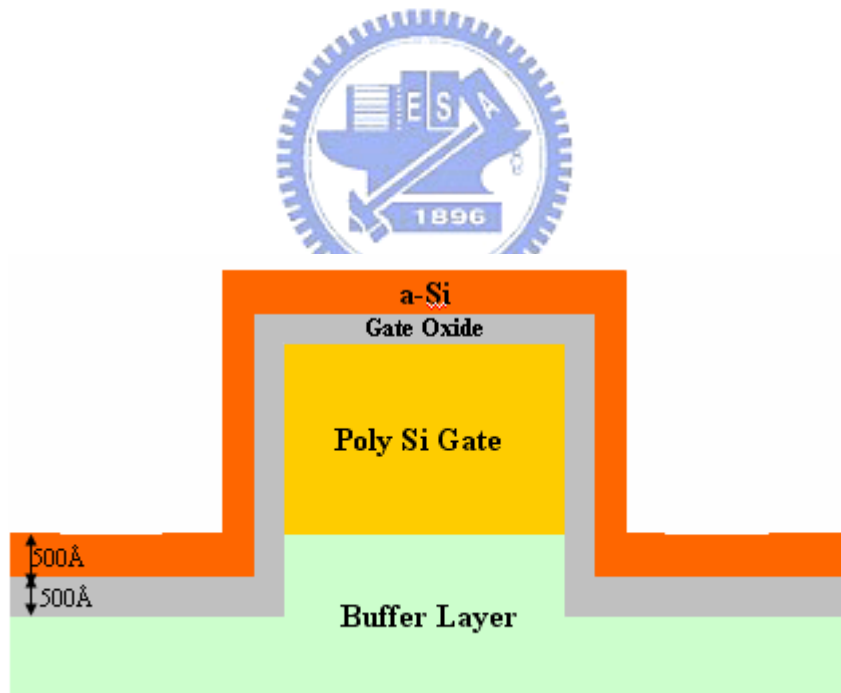 E S A
1896
a-Si
Gate Oxide
Poly Si Gate
500Å
500Å
Buffer Layer